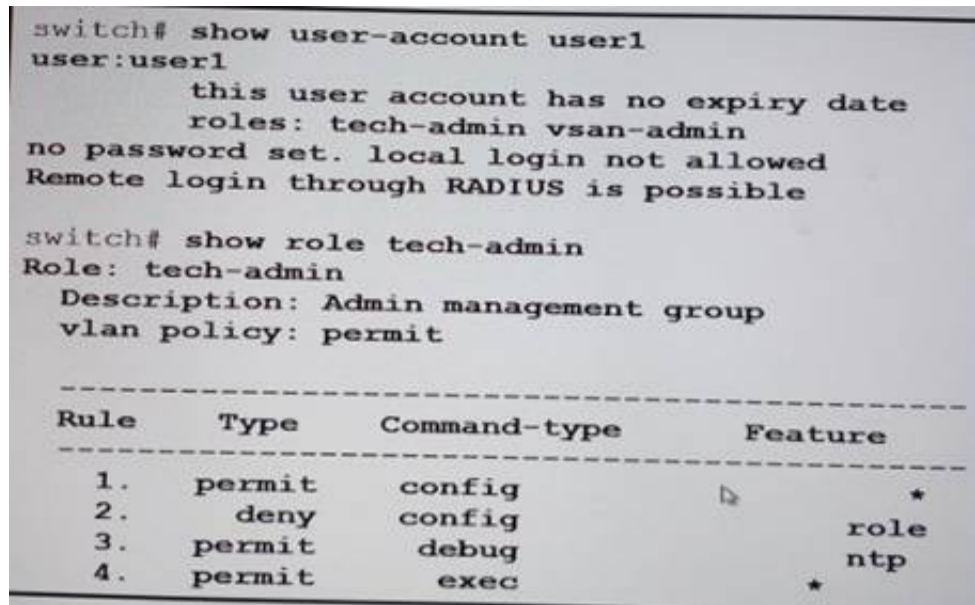 switch# show user-account user1
user:user1
this user account has no expiry date
roles: tech-admin vsan-admin
no password set. local login not allowed
Remote login through RADIUS is possible
switch# show role tech-admin
Role: tech-admin
Description: Admin management group
vlan policy: permit
---------------------------------------------------
Rule Type Command-type Feature
---------------------------------------------------
1. permit config *
2. deny config role
3. permit debug ntp
4. permit exec *